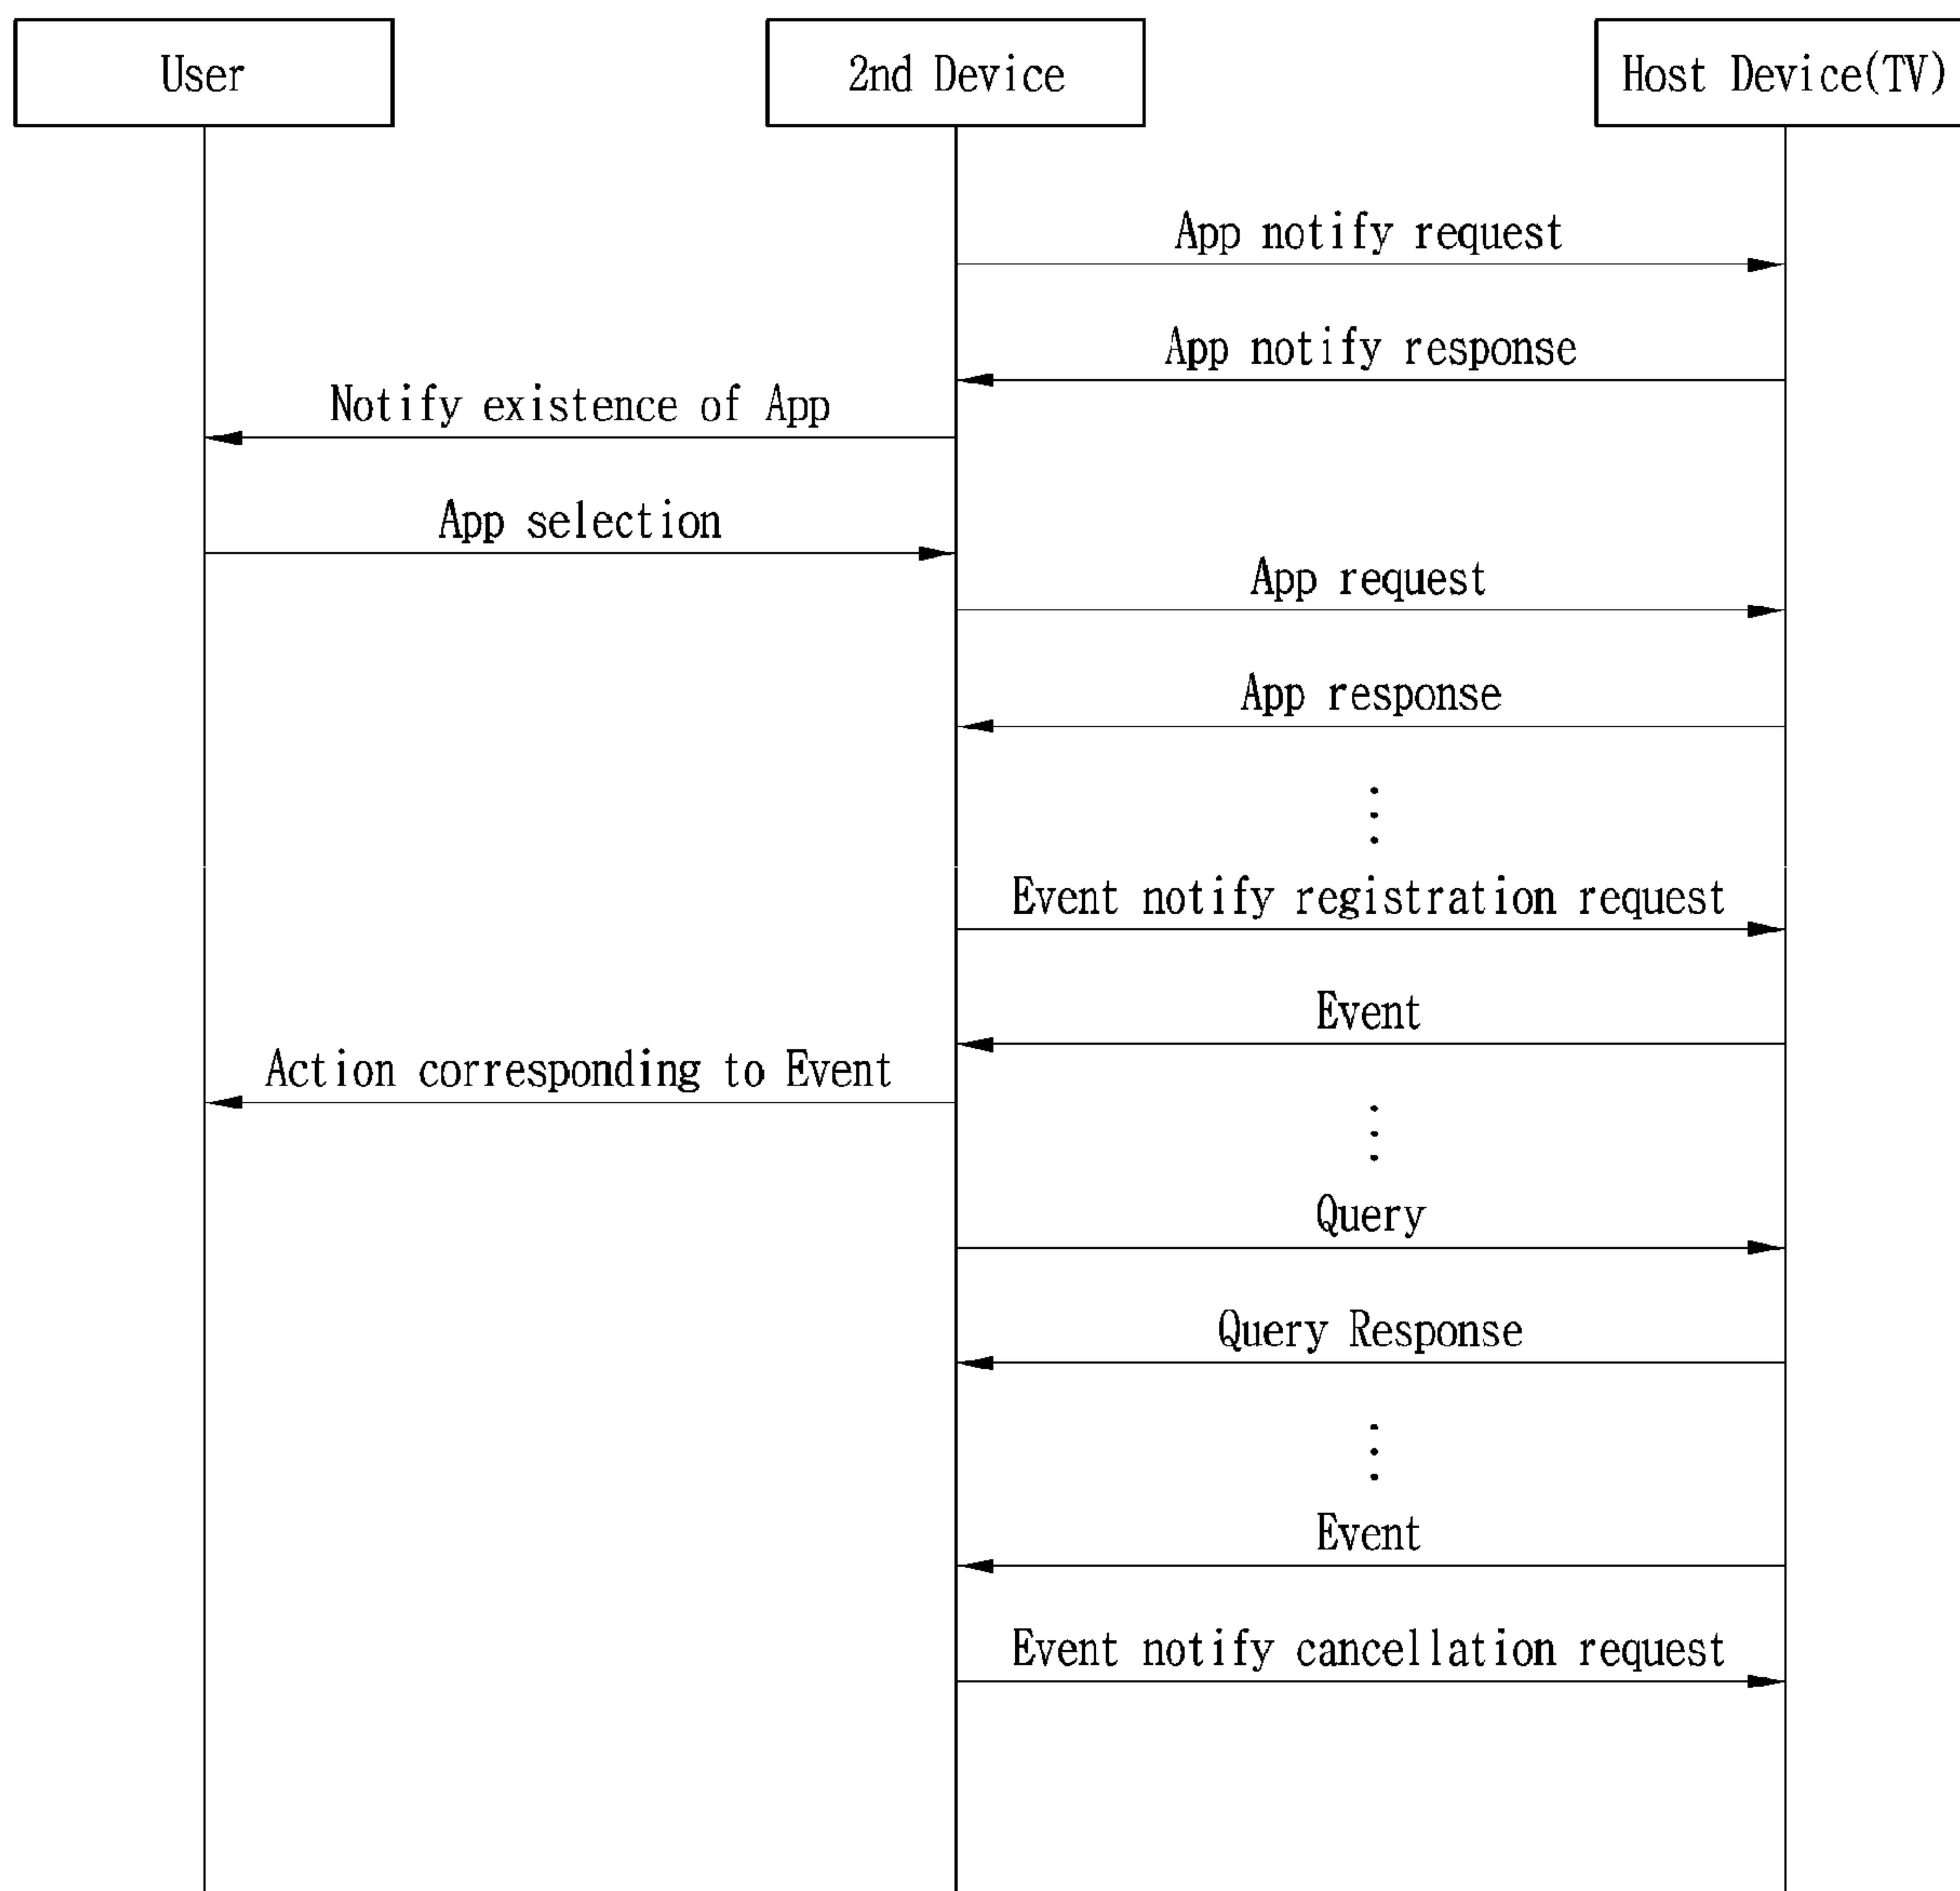 User
2nd Device
Host Device(TV)
App notify request
App notify response
Notify existence of App
App selection
App request
App response
Event notify registration request
Event
Action corresponding to Event
Query
Query Response
Event
Event notify cancellation request